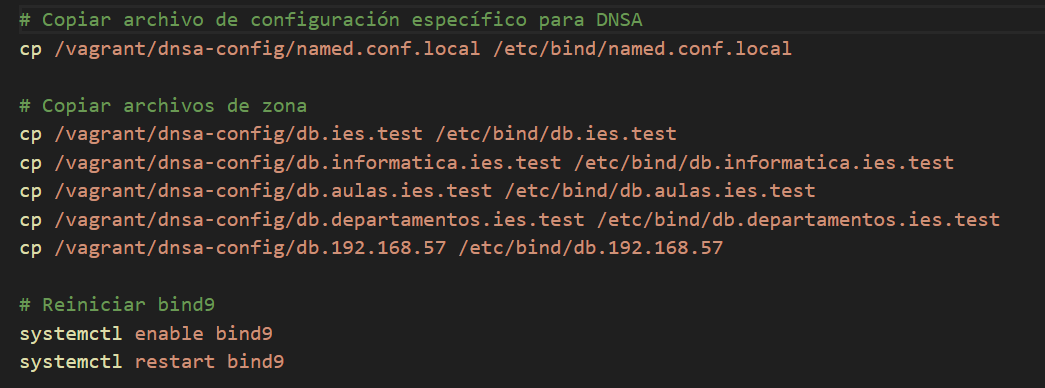 # Copiar archivo de configuración específico para DNSA
cp /vagrant/dnsa-config/named.conf.local /etc/bind/named.conf.local
# Copiar archivos de zona
cp /vagrant/dnsa-config/db.ies.test /etc/bind/db.ies.test
cp /vagrant/dnsa-config/db.informatica.ies.test /etc/bind/db.informatica.ies.test
cp /vagrant/dnsa-config/db.aulas.ies.test /etc/bind/db.aulas.ies.test
cp /vagrant/dnsa-config/db.departamentos.ies.test /etc/bind/db.departamentos.ies.test
cp /vagrant/dnsa-config/db.192.168.57 /etc/bind/db.192.168.57
# Reiniciar bind9
systemctl enable bind9
systemctl restart bind9